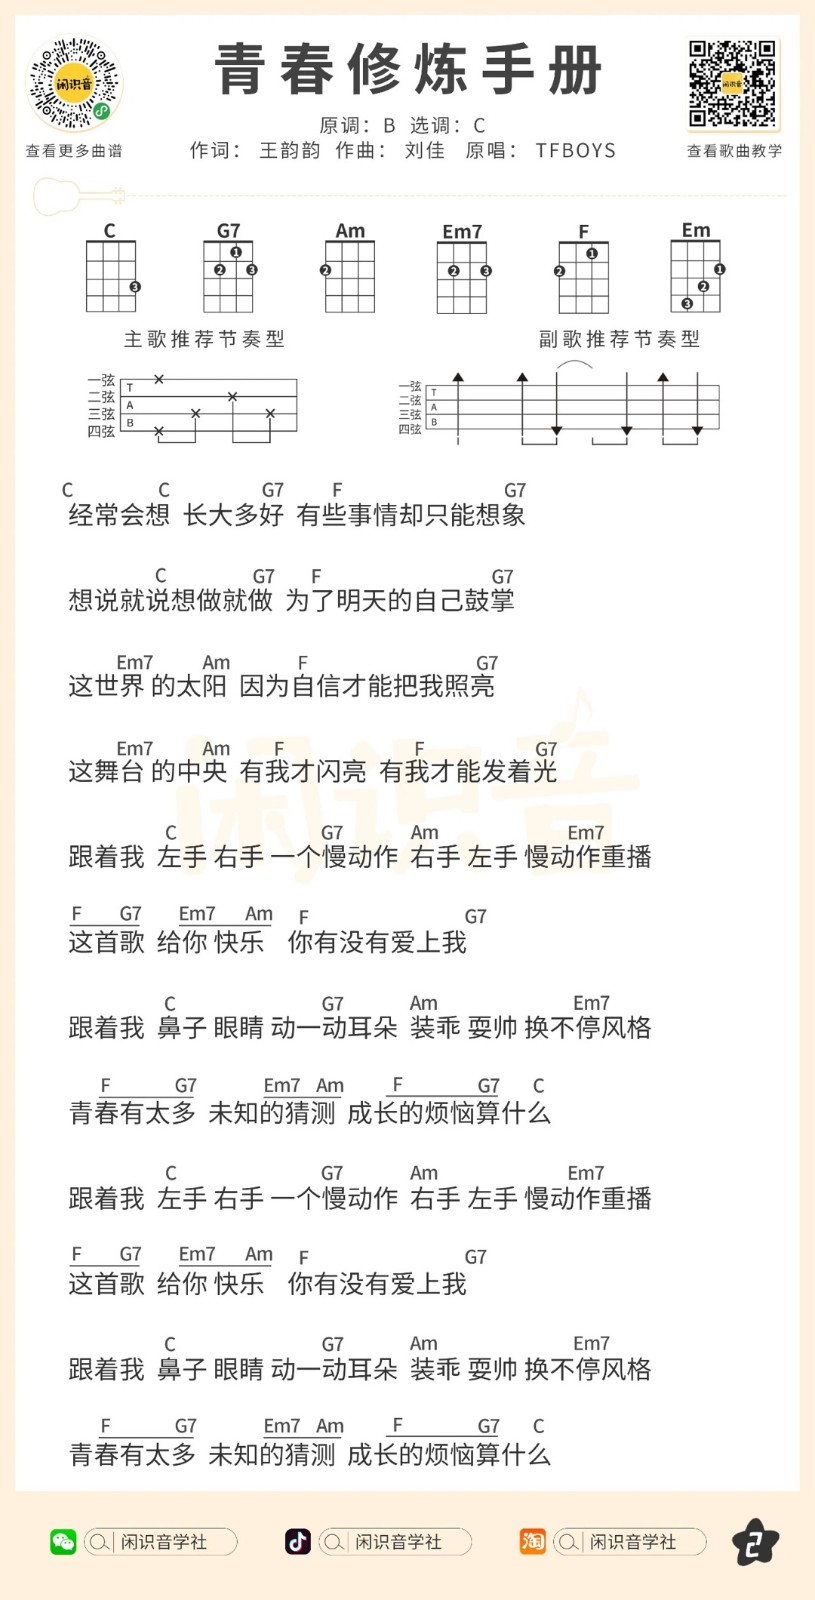 青春修炼手册
原调：B 选调：C
作词： 王韵韵 作曲： 刘佳 原唱： TFBOYS
闲识音
查看更多曲谱
闲识音
查看歌曲教学
C G7 Am Em7 F Em
3 1 2 3 2 2 3 1 2 1 2 3
主歌推荐节奏型 副歌推荐节奏型
一弦 T 一弦 T
二弦 A 二弦 A
三弦 B 三弦 B
四弦 四弦
C C G7 F G7
经常会想 长大多好 有些事情却只能想象
C G7 F G7
想说就说想做就做 为了明天的自己鼓掌
Em7 Am F G7
这世界 的太阳 因为自信才能把我照亮
Em7 Am F F G7
这舞台 的中央 有我才闪亮 有我才能发着光
闲识音
C G7 Am Em7
跟着我 左手 右手 一个慢动作 右手 左手 慢动作重播
F G7 Em7 Am F G7
这首歌 给你 快乐 你有没有爱上我
C G7 Am Em7
跟着我 鼻子 眼睛 动一动耳朵 装乖 耍帅 换不停风格
F G7 Em7 Am F G7 C
青春有太多 未知的猜测 成长的烦恼算什么
C G7 Am Em7
跟着我 左手 右手 一个慢动作 右手 左手 慢动作重播
F G7 Em7 Am F G7
这首歌 给你 快乐 你有没有爱上我
C G7 Am Em7
跟着我 鼻子 眼睛 动一动耳朵 装乖 耍帅 换不停风格
F G7 Em7 Am F G7 C
青春有太多 未知的猜测 成长的烦恼算什么
闲识音学社 闲识音学社 淘 闲识音学社 2